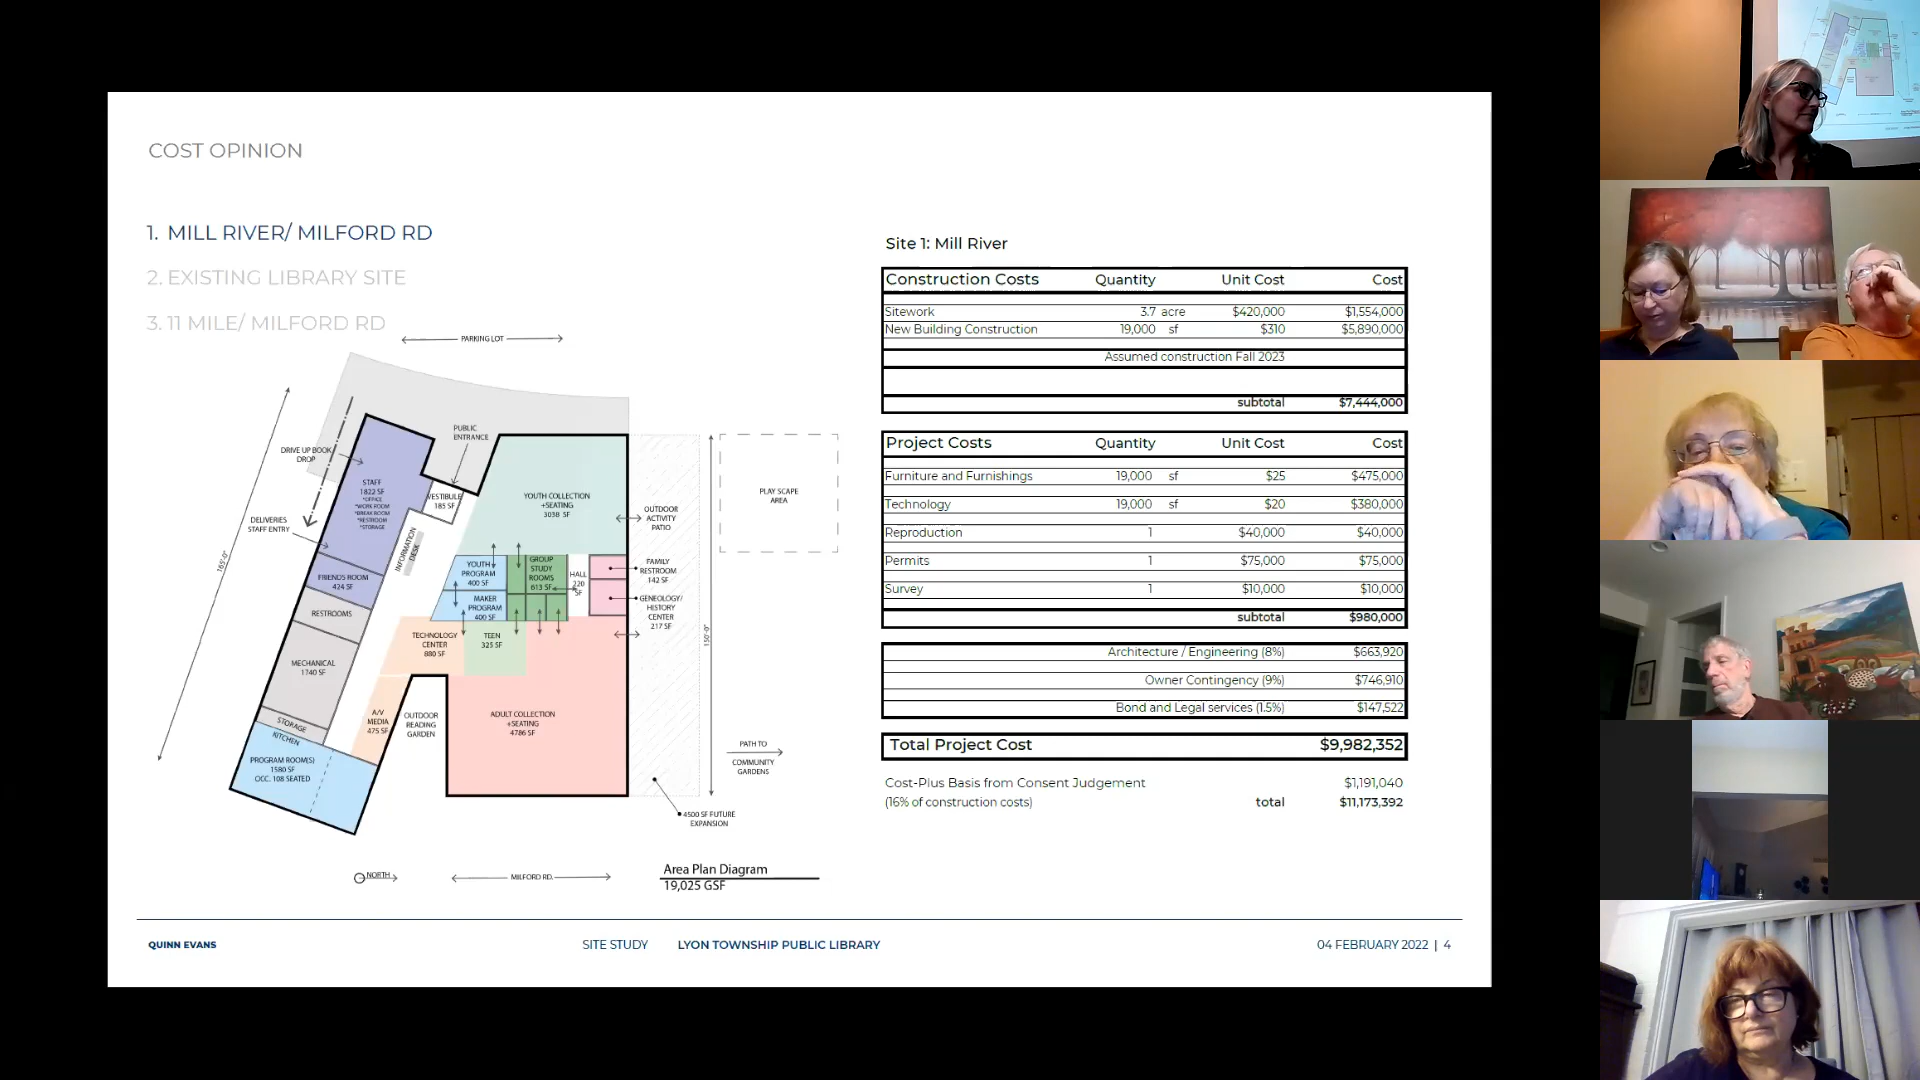 COST OPINION
1. MILL RIVER/ MILFORD RD
2. EXISTING LIBRARY SITE
3. 11 MILE/ MILFORD RD
PARKING LOT
DRIVE UP BOOK
DROP
PUBLIC
ENTRANCE
STAFF
1822 SF
*OFFICE
*WORK ROOM
*BREAK ROOM
*RESTROOM
*STORAGE
VESTIBULE
185 SF
YOUTH COLLECTION
+SEATING
3038 SF
OUTDOOR
ACTIVITY
PATIO
PLAY SCAPE
AREA
DELIVERIES
STAFF ENTRY
INFORMATION
DESK
165'-0"
FRIENDS ROOM
424 SF
YOUTH
PROGRAM
400 SF
GROUP
STUDY
ROOMS
613 SF
HALL
220
SF
FAMILY
RESTROOM
142 SF
MAKER
PROGRAM
400 SF
GENEOLOGY/
HISTORY
CENTER
217 SF
RESTROOMS
TECHNOLOGY
CENTER
880 SF
TEEN
325 SF
150'-0"
MECHANICAL
1740 SF
A/V
MEDIA
475 SF
OUTDOOR
READING
GARDEN
ADULT COLLECTION
+SEATING
4786 SF
STORAGE
KITCHEN
PROGRAM ROOM(S)
1580 SF
OCC. 108 SEATED
PATH TO
COMMUNITY
GARDENS
4500 SF FUTURE
EXPANSION
NORTH
MILFORD RD.
Area Plan Diagram
19,025 GSF
Site 1: Mill River
Construction Costs Quantity Unit Cost Cost
Sitework 3.7 acre $420,000 $1,554,000
New Building Construction 19,000 sf $310 $5,890,000
Assumed construction Fall 2023
subtotal $7,444,000
Project Costs Quantity Unit Cost Cost
Furniture and Furnishings 19,000 sf $25 $475,000
Technology 19,000 sf $20 $380,000
Reproduction 1 $40,000 $40,000
Permits 1 $75,000 $75,000
Survey 1 $10,000 $10,000
subtotal $980,000
Architecture / Engineering (8%) $663,920
Owner Contingency (9%) $746,910
Bond and Legal services (1.5%) $147,522
Total Project Cost $9,982,352
Cost-Plus Basis from Consent Judgement $1,191,040
(16% of construction costs) total $11,173,392
QUINN EVANS SITE STUDY LYON TOWNSHIP PUBLIC LIBRARY 04 FEBRUARY 2022 | 4